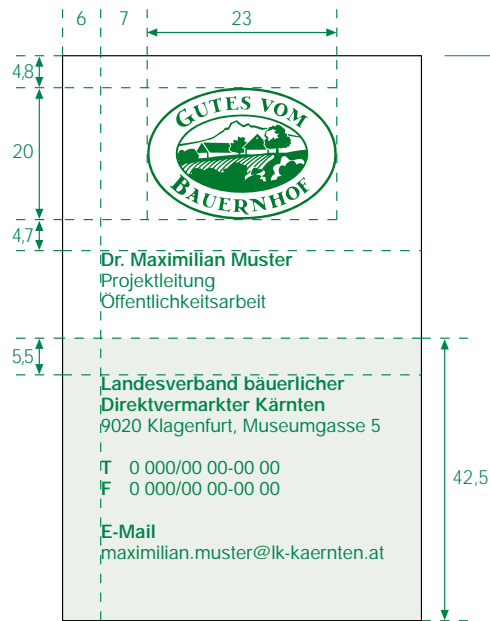 6 7 23
4,8
20
GUTES VOM
BAUERNHOF
4,7
Dr. Maximilian Muster
Projektleitung
Öffentlichkeitsarbeit
5,5
Landesverband bäuerlicher
Direktvermarkter Kärnten
9020 Klagenfurt, Museumgasse 5
T 0 000/00 00-00 00
F 0 000/00 00-00 00
42,5
E-Mail
maximilian.muster@lk-kaernten.at